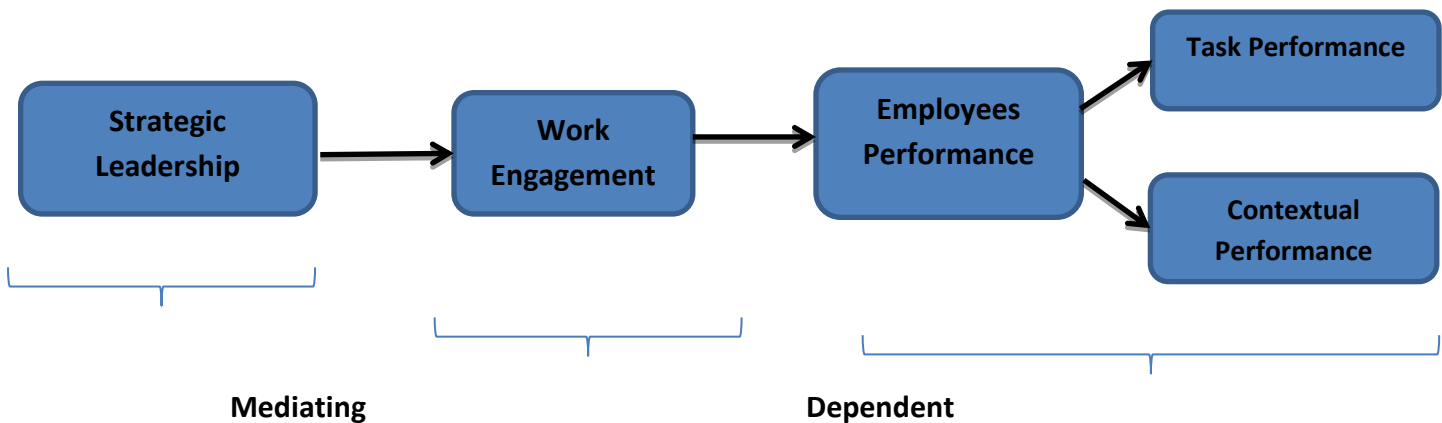 Strategic
Leadership
Work
Engagement
Employees
Performance
Task Performance
Contextual
Performance
Mediating
Dependent